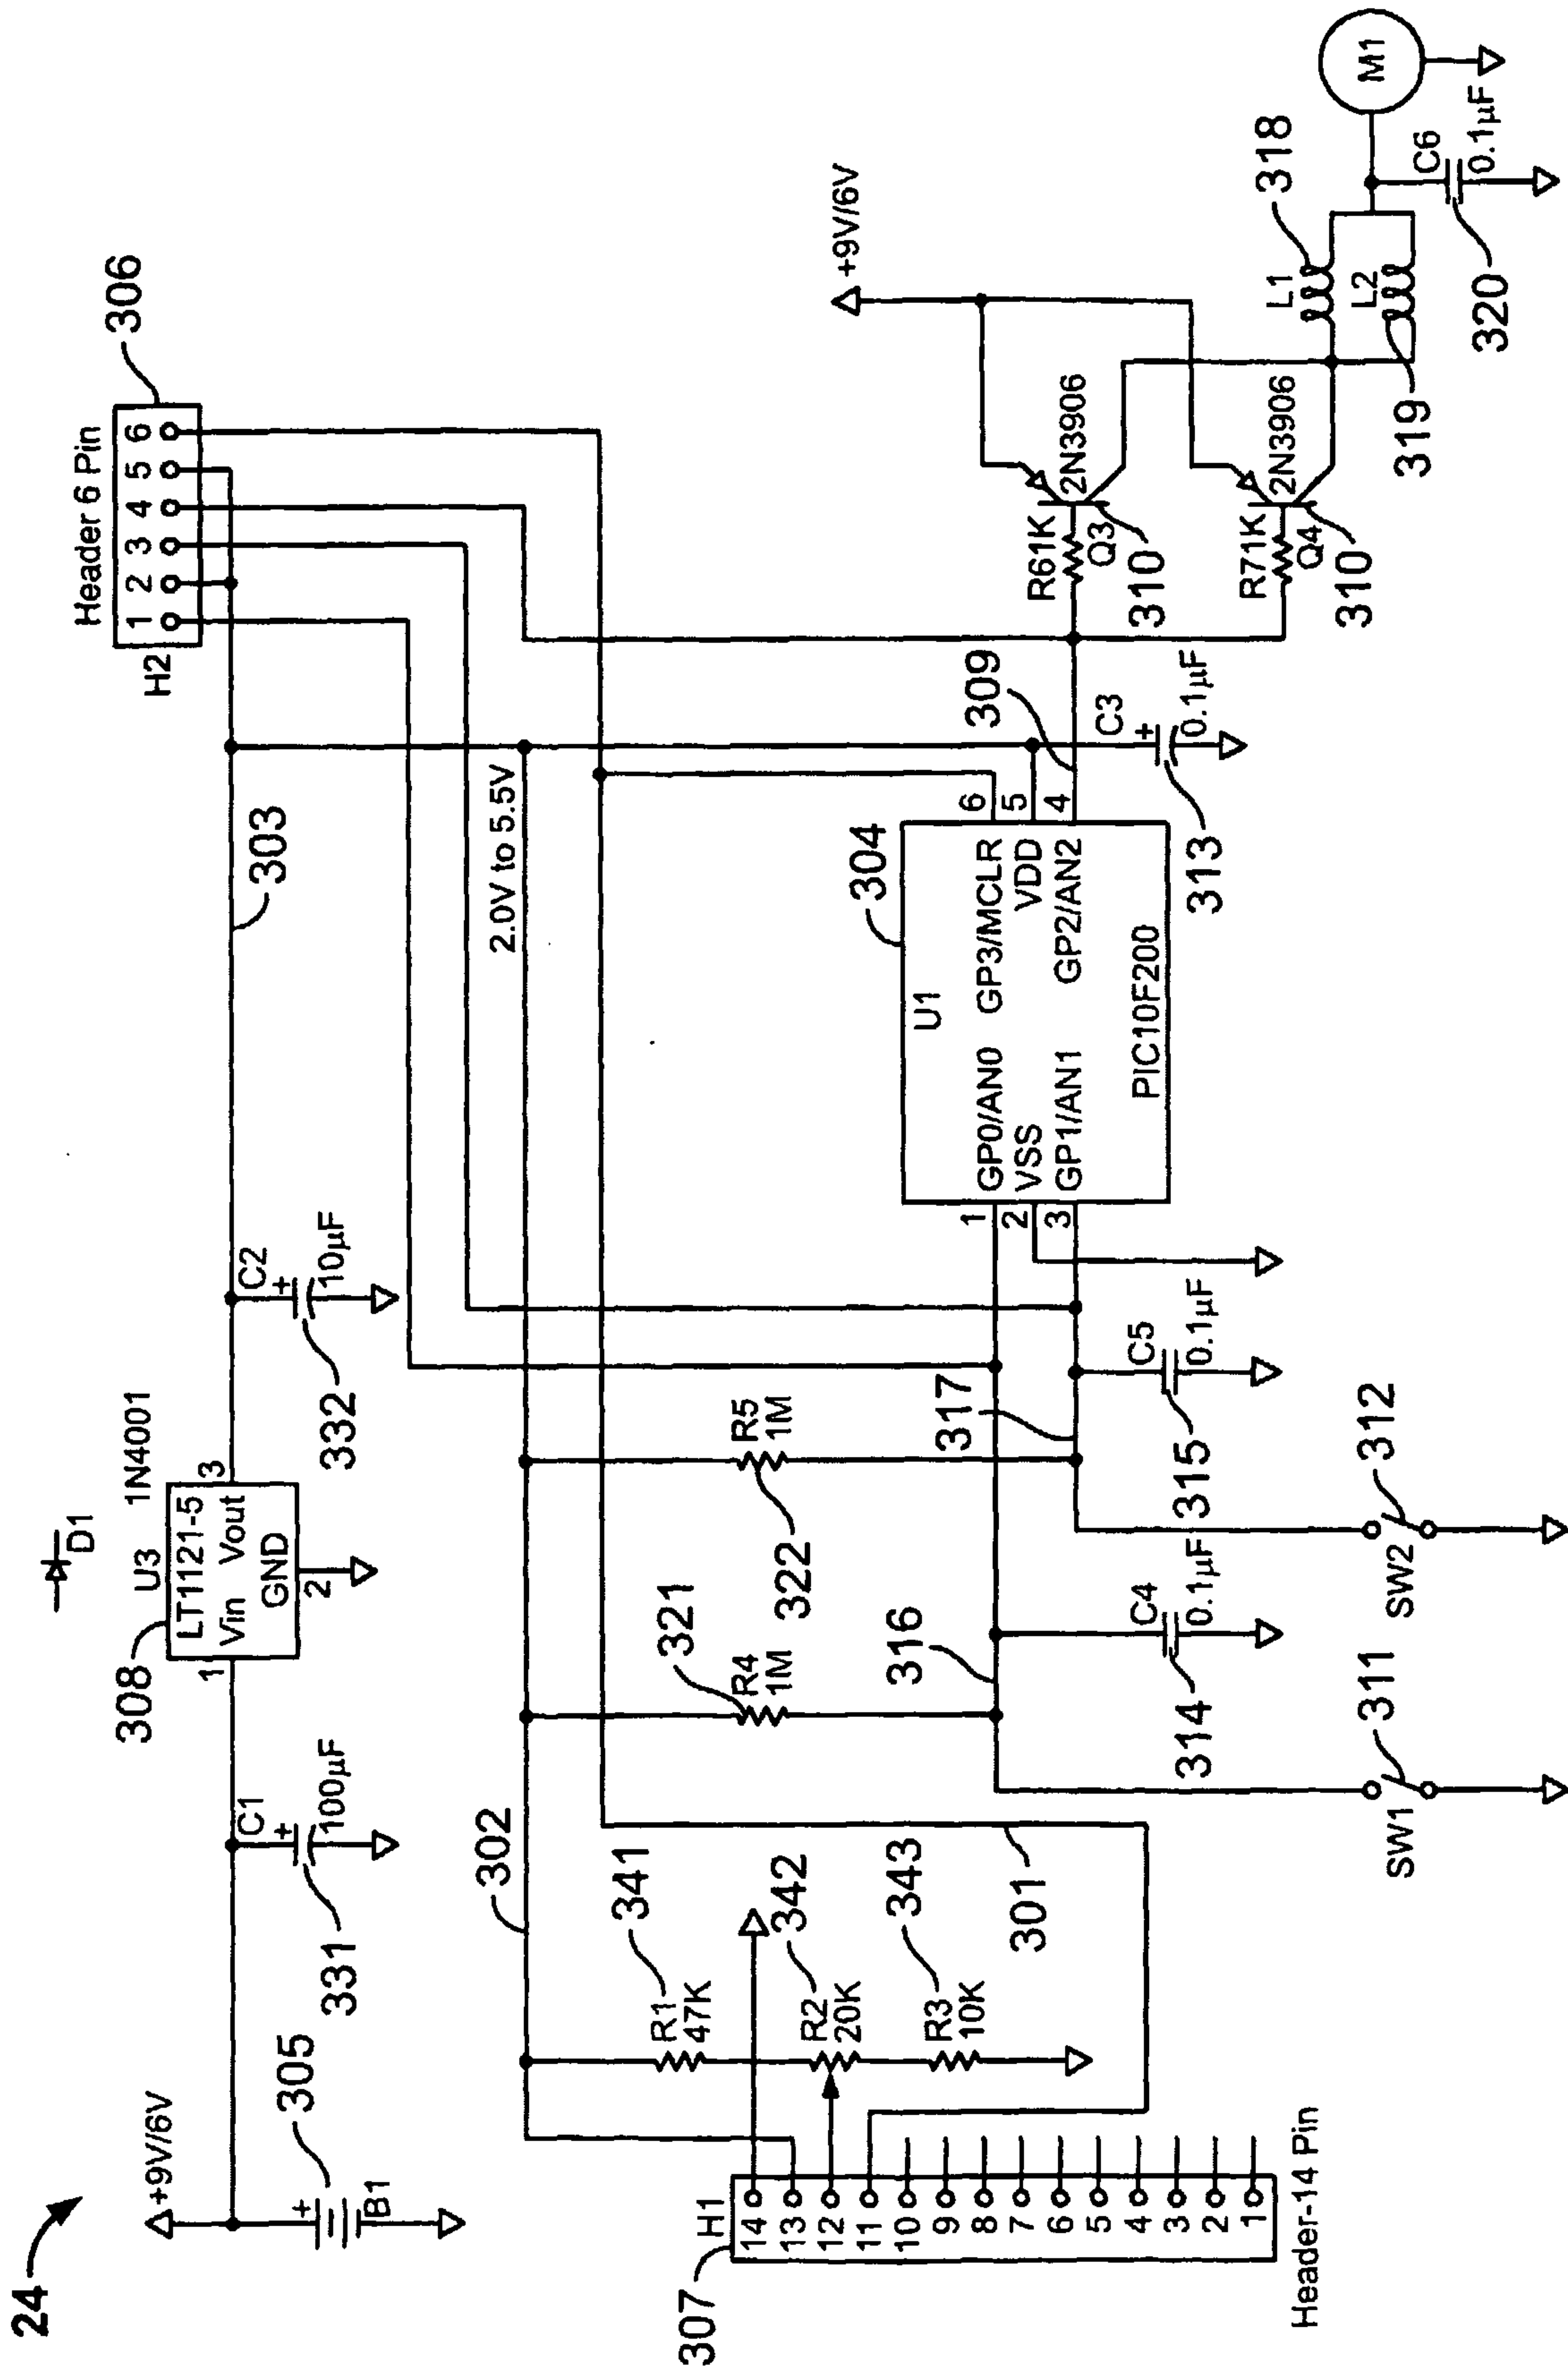 24
+9V/6V
305
+
B1
C1
+
100µF
331
308
U3
LT1121-5
Vin Vout
GND
1
2
3
D1
1N4001
C2
+
10µF
332
303
Header 6 Pin
306
1 2 3 4 5 6
H2
302
2.0V to 5.5V
341
R1
47K
342
R2
20K
343
R3
10K
301
307
H1
14
13
12
11
10
9
8
7
6
5
4
3
2
1
Header-14 Pin
321
R4
1M
322
R5
1M
316
317
C4
0.1µF
314
C5
0.1µF
315
311
SW1
312
SW2
304
U1
1
2
3
GP0/AN0 GP3/MCLR
VSS VDD
GP1/AN1 GP2/AN2
PIC10F200
6
5
4
309
C3
+
0.1µF
313
R61K
Q3
2N3906
310
R71K
Q4
2N3906
310
+9V/6V
L1
318
L2
319
C6
0.1µF
320
M1